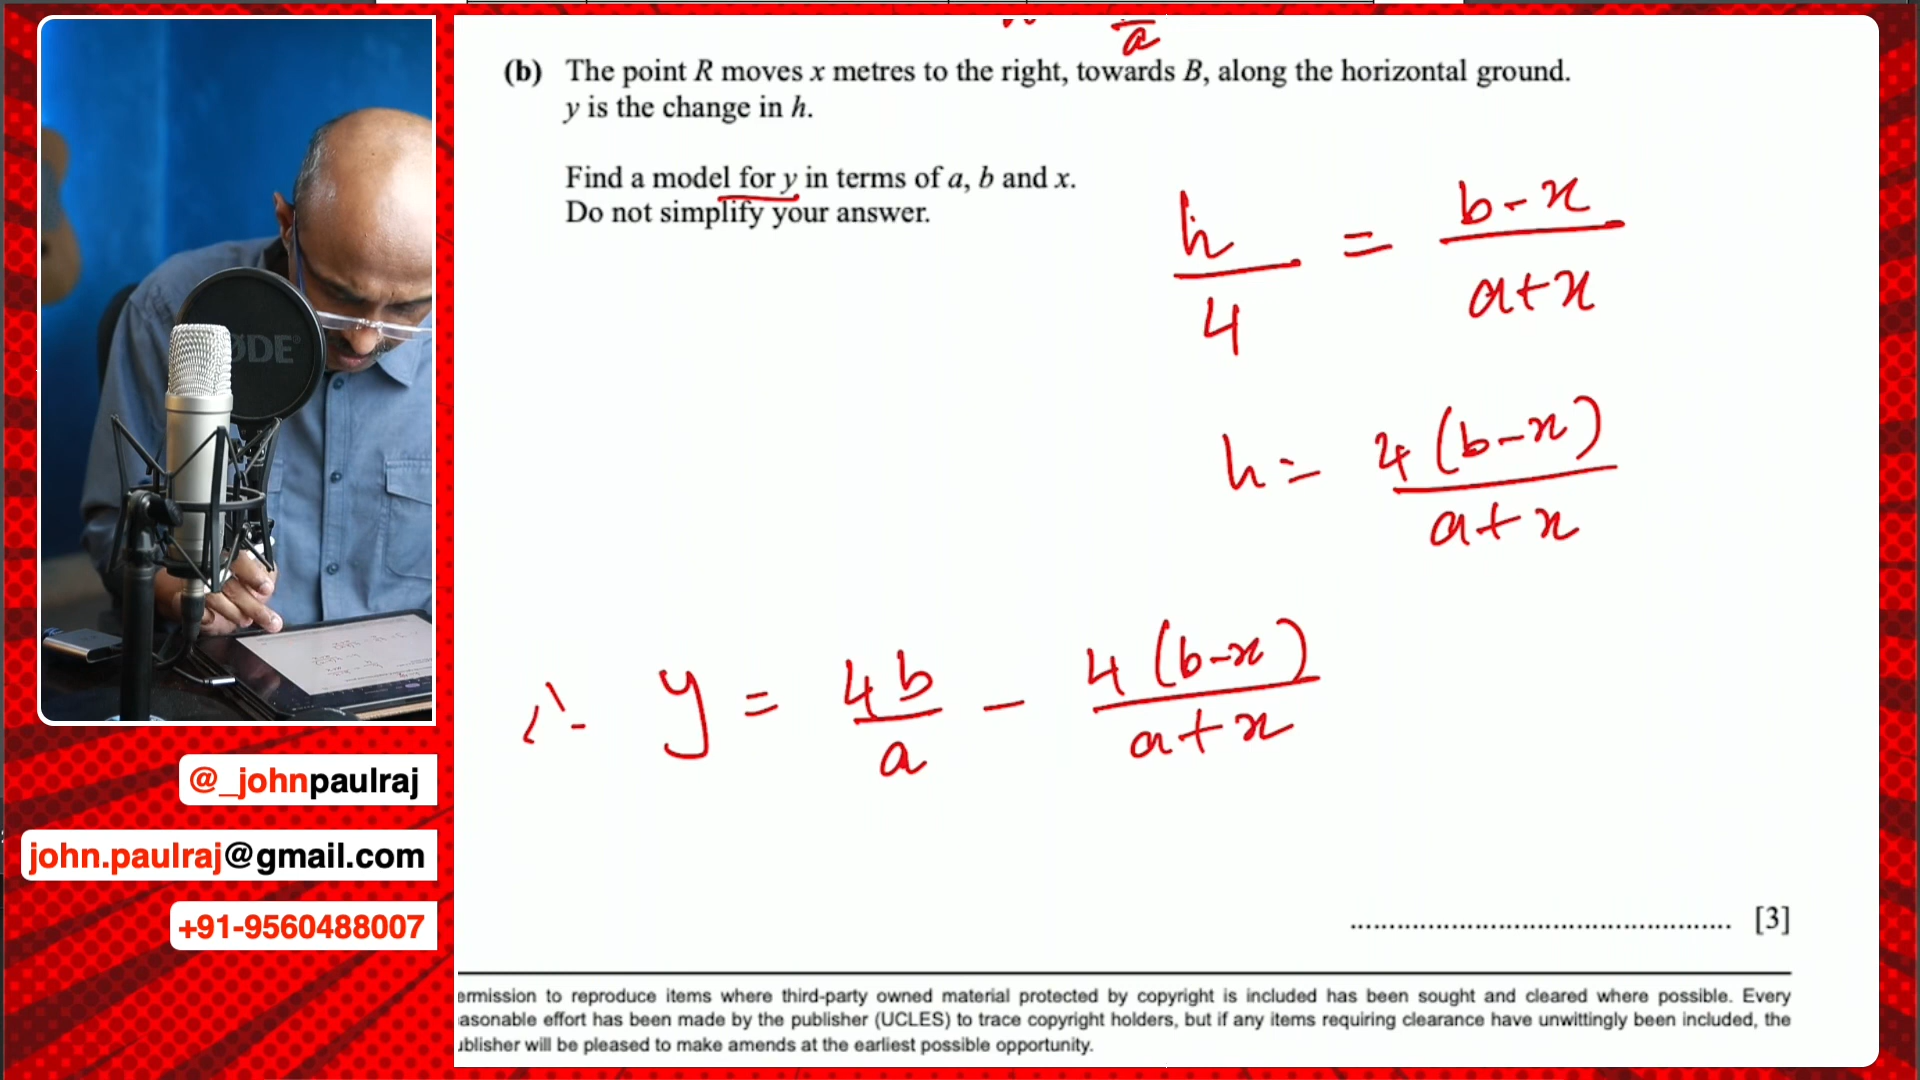 a
(b) The point R moves x metres to the right, towards B, along the horizontal ground.
y is the change in h.
Find a model for y in terms of a, b and x.
Do not simplify your answer.
h/4 = b-x/a+x
h = 4(b-x)/a+x
∴ y = 4b/a - 4(b-x)/a+x
[3]
ermission to reproduce items where third-party owned material protected by copyright is included has been sought and cleared where possible. Every
asonable effort has been made by the publisher (UCLES) to trace copyright holders, but if any items requiring clearance have unwittingly been included, the
ublisher will be pleased to make amends at the earliest possible opportunity.
RØDE
@_johnpaulraj
john.paulraj@gmail.com
+91-9560488007